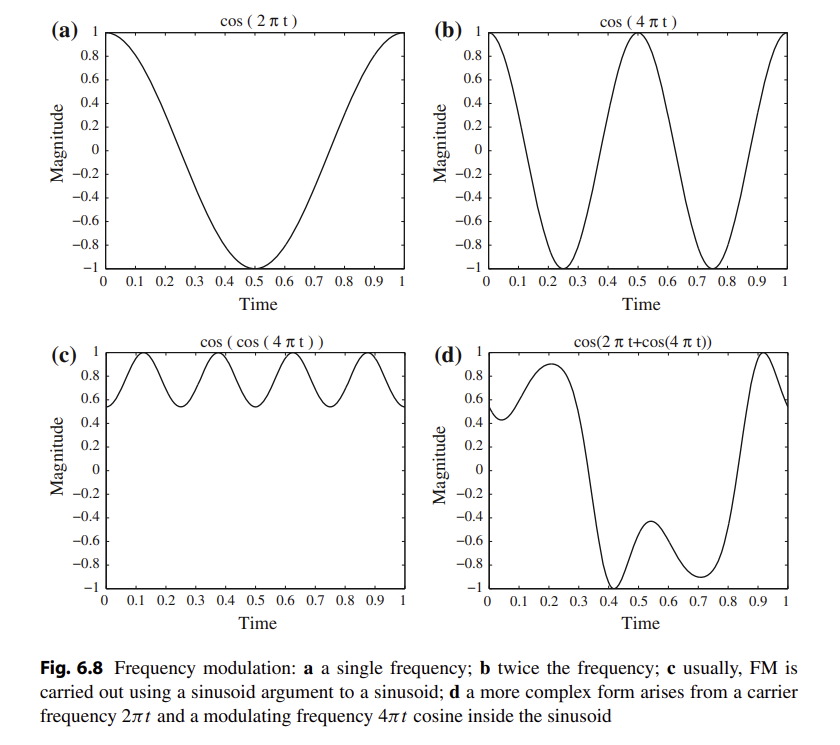 (a) cos ( 2 π t )
1
0.8
0.6
0.4
0.2
0
−0.2
−0.4
−0.6
−0.8
−1
Magnitude
0 0.1 0.2 0.3 0.4 0.5 0.6 0.7 0.8 0.9 1
Time
(b) cos ( 4 π t )
1
0.8
0.6
0.4
0.2
0
−0.2
−0.4
−0.6
−0.8
−1
Magnitude
0 0.1 0.2 0.3 0.4 0.5 0.6 0.7 0.8 0.9 1
Time
(c) cos ( cos ( 4 π t ) )
1
0.8
0.6
0.4
0.2
0
−0.2
−0.4
−0.6
−0.8
−1
Magnitude
0 0.1 0.2 0.3 0.4 0.5 0.6 0.7 0.8 0.9 1
Time
(d) cos(2 π t+cos(4 π t))
1
0.8
0.6
0.4
0.2
0
−0.2
−0.4
−0.6
−0.8
−1
Magnitude
0 0.1 0.2 0.3 0.4 0.5 0.6 0.7 0.8 0.9 1
Time
Fig. 6.8 Frequency modulation: a a single frequency; b twice the frequency; c usually, FM is
carried out using a sinusoid argument to a sinusoid; d a more complex form arises from a carrier
frequency 2πt and a modulating frequency 4πt cosine inside the sinusoid